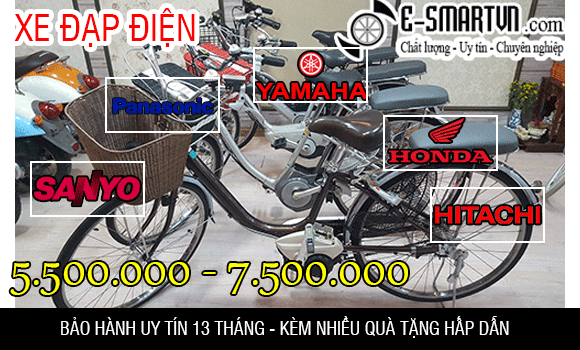 XE ĐẠP ĐIỆN
E-SMARTVN.com
Chất lượng - Uy tín - Chuyên nghiệp
YAMAHA
Panasonic
HONDA
SANYO
HITACHI
5.500.000 - 7.500.000
BẢO HÀNH UY TÍN 13 THÁNG - KÈM NHIỀU QUÀ TẶNG HẤP DẪN